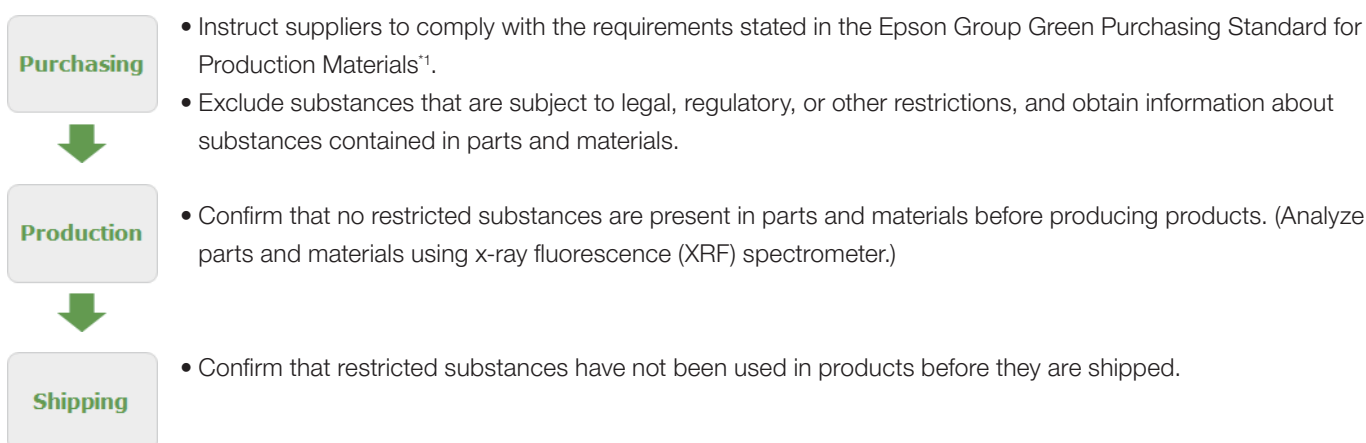 Purchasing
• Instruct suppliers to comply with the requirements stated in the Epson Group Green Purchasing Standard for
Production Materials*1.
• Exclude substances that are subject to legal, regulatory, or other restrictions, and obtain information about
substances contained in parts and materials.
Production
• Confirm that no restricted substances are present in parts and materials before producing products. (Analyze
parts and materials using x-ray fluorescence (XRF) spectrometer.)
Shipping
• Confirm that restricted substances have not been used in products before they are shipped.